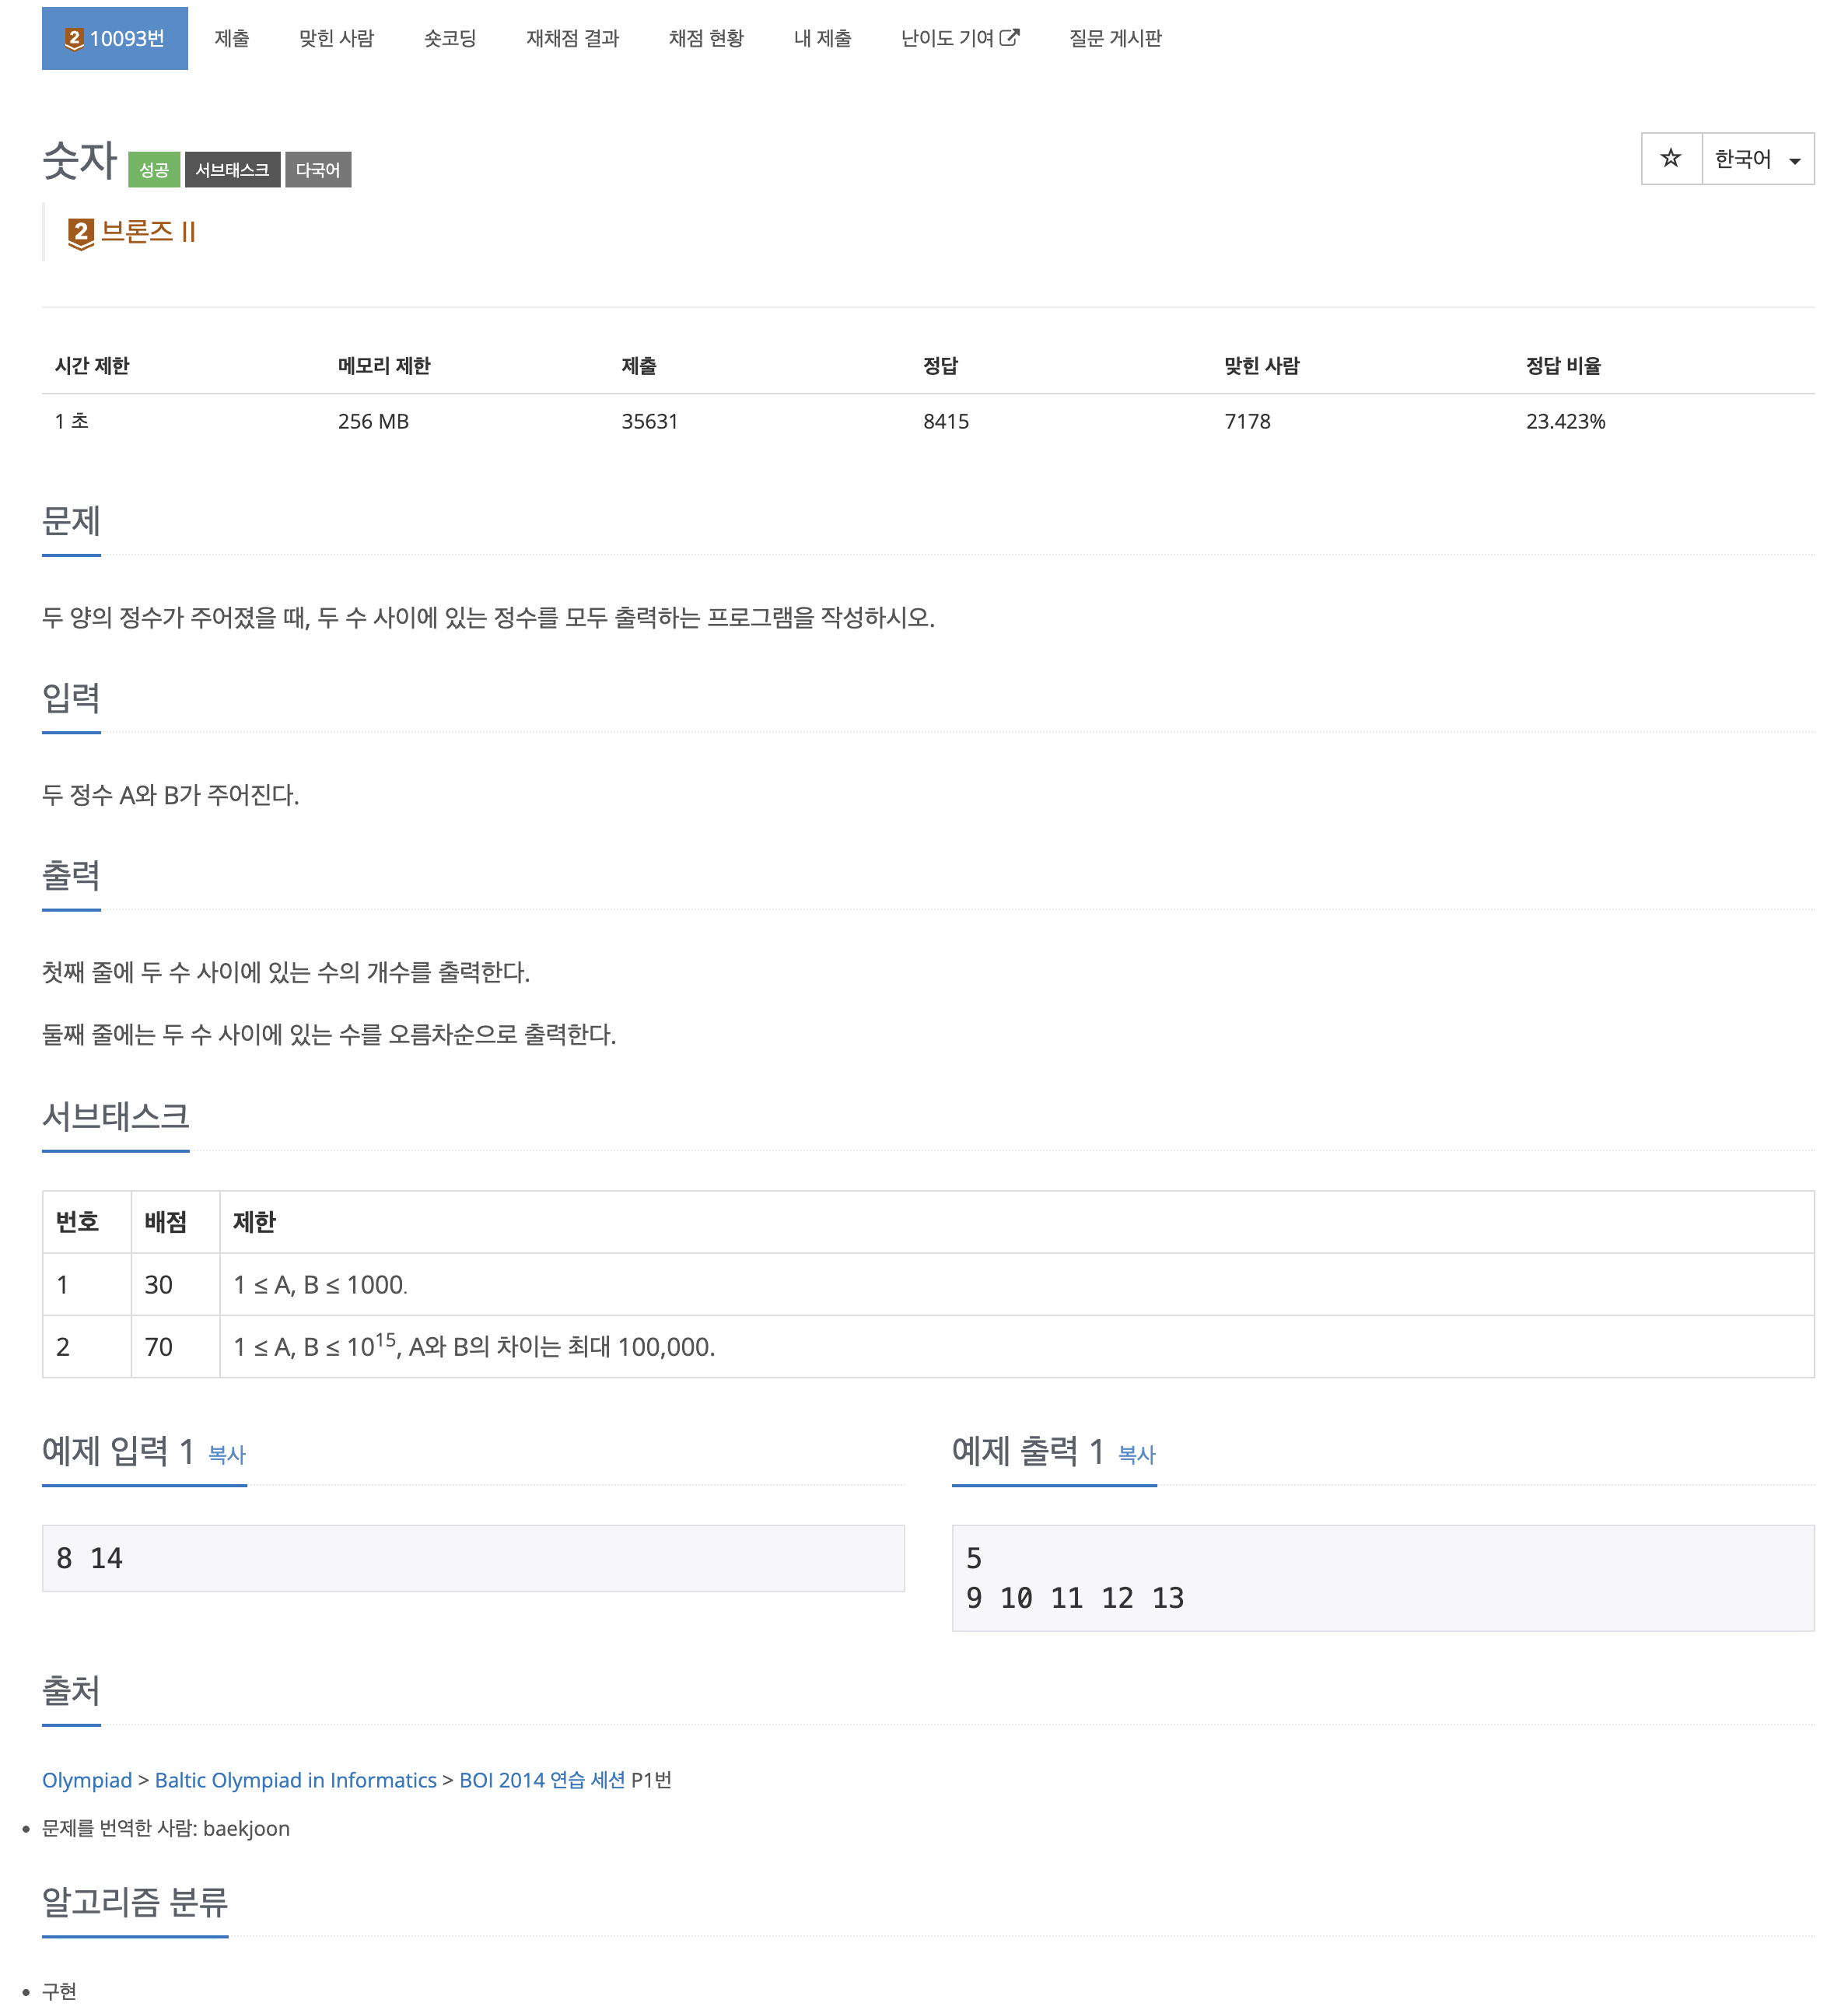 2 10093번 제출 맞힌 사람 숏코딩 재채점 결과 채점 현황 내 제출 난이도 기여 질문 게시판
숫자 성공 서브태스크 다국어 ☆ 한국어
2 브론즈 II
시간 제한 메모리 제한 제출 정답 맞힌 사람 정답 비율
1 초 256 MB 35631 8415 7178 23.423%
문제
두 양의 정수가 주어졌을 때, 두 수 사이에 있는 정수를 모두 출력하는 프로그램을 작성하시오.
입력
두 정수 A와 B가 주어진다.
출력
첫째 줄에 두 수 사이에 있는 수의 개수를 출력한다.
둘째 줄에는 두 수 사이에 있는 수를 오름차순으로 출력한다.
서브태스크
번호 배점 제한
1 30 1 ≤ A, B ≤ 1000.
2 70 1 ≤ A, B ≤ 10¹⁵, A와 B의 차이는 최대 100,000.
예제 입력 1 복사
8 14
예제 출력 1 복사
5
9 10 11 12 13
출처
Olympiad > Baltic Olympiad in Informatics > BOI 2014 연습 세션 P1번
• 문제를 번역한 사람: baekjoon
알고리즘 분류
• 구현